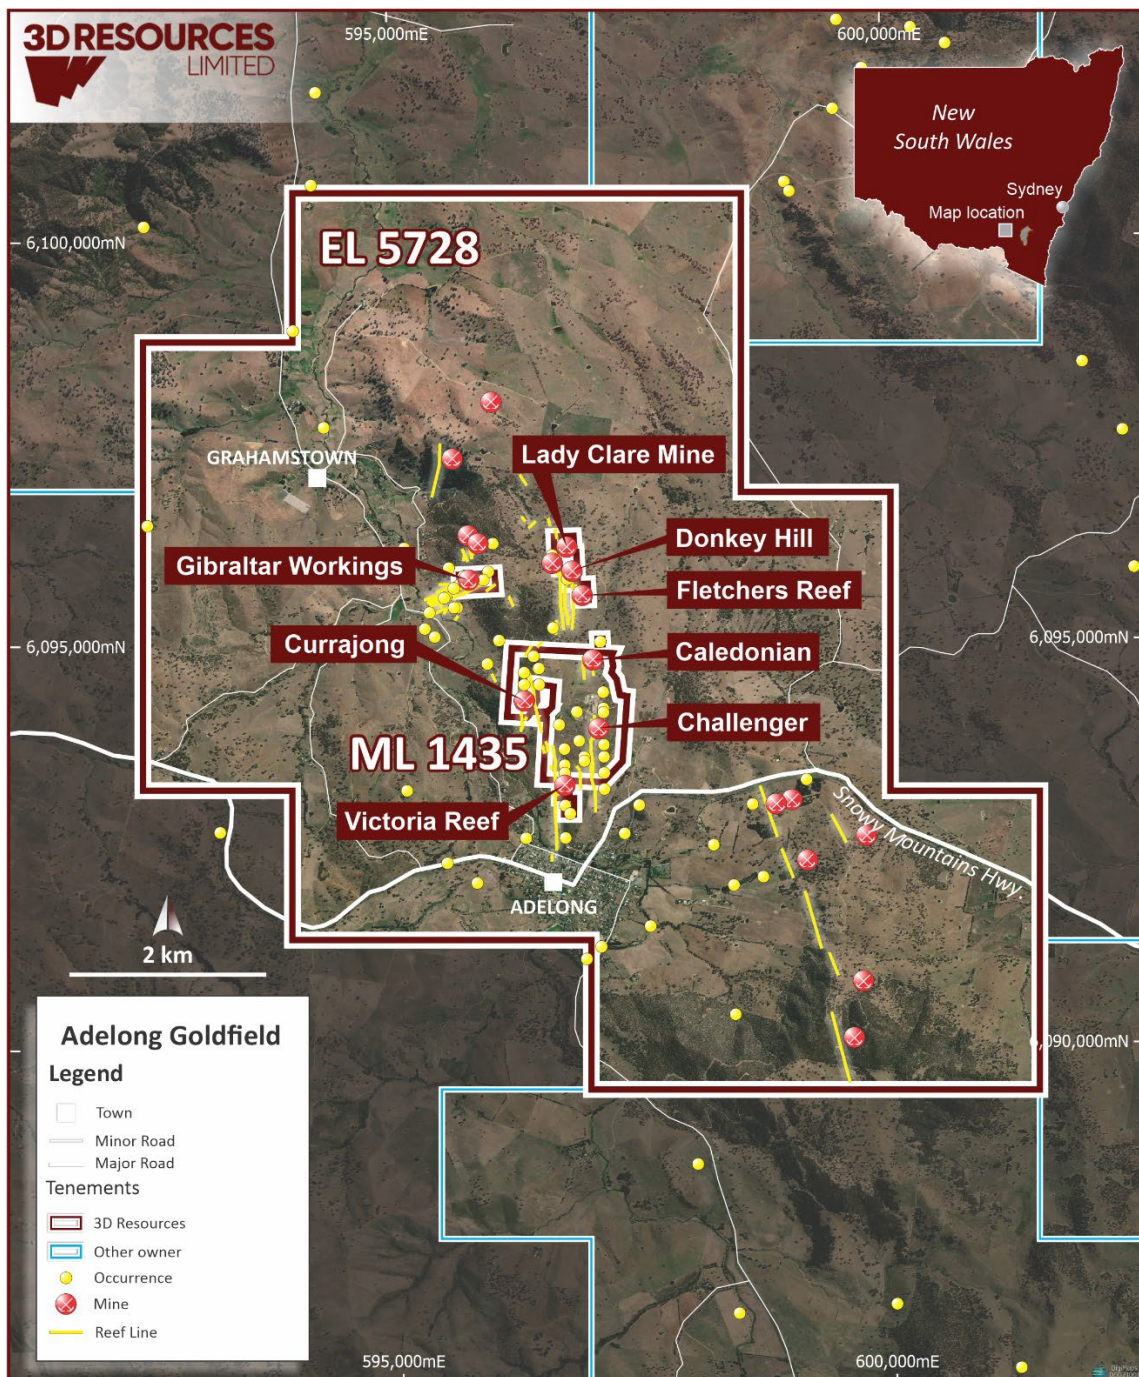 3D RESOURCES
LIMITED
595,000mE
600,000mE
New
South Wales
Sydney
Map location
6,100,000mN
EL 5728
GRAHAMSTOWN
Lady Clare Mine
Donkey Hill
Gibraltar Workings
Fletchers Reef
Currajong
Caledonian
6,095,000mN
6,095,000mN
Challenger
ML 1435
Victoria Reef
Snowy Mountains Hwy.
ADELONG
2 km
6,090,000mN
Adelong Goldfield
Legend
Town
Minor Road
Major Road
Tenements
3D Resources
Other owner
Occurrence
Mine
Reef Line
595,000mE
600,000mE